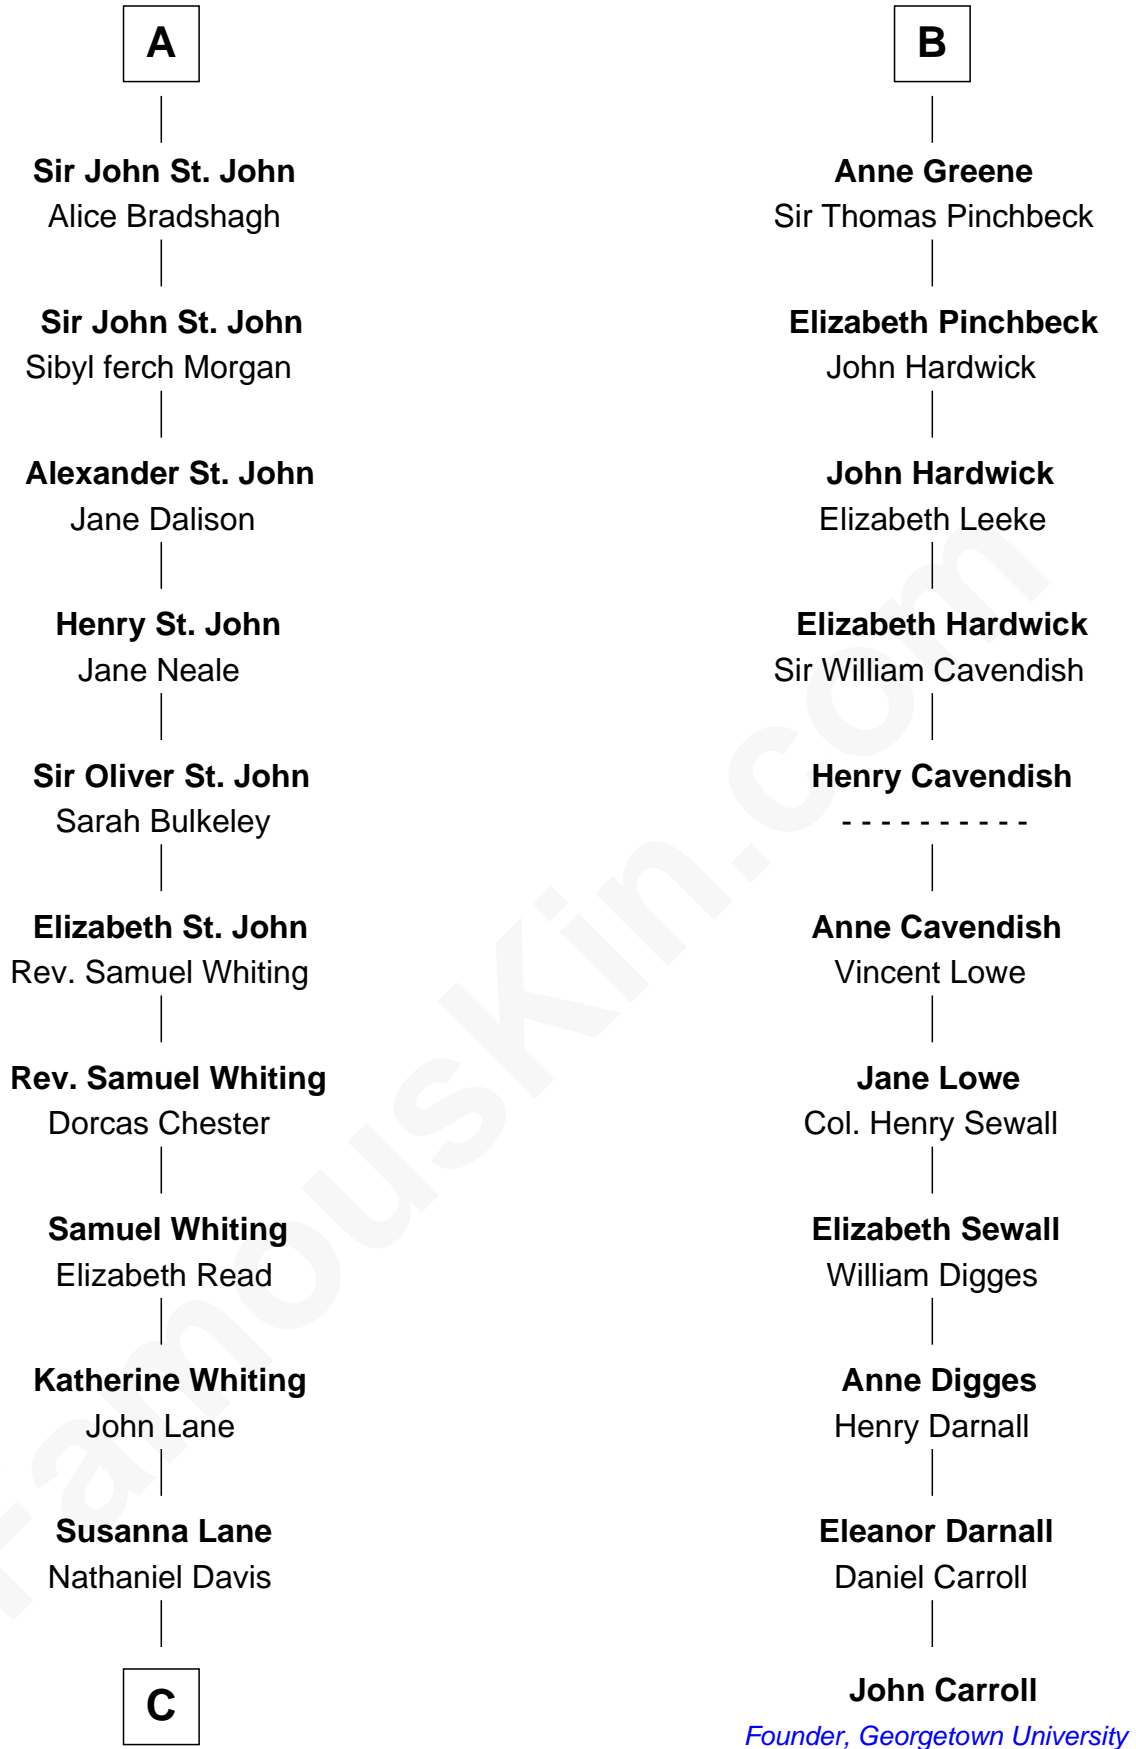 A
Sir John St. John
Alice Bradshagh
Sir John St. John
Sibyl ferch Morgan
Alexander St. John
Jane Dalison
Henry St. John
Jane Neale
Sir Oliver St. John
Sarah Bulkeley
Elizabeth St. John
Rev. Samuel Whiting
Rev. Samuel Whiting
Dorcas Chester
Samuel Whiting
Elizabeth Read
Katherine Whiting
John Lane
Susanna Lane
Nathaniel Davis
C
B
Anne Greene
Sir Thomas Pinchbeck
Elizabeth Pinchbeck
John Hardwick
John Hardwick
Elizabeth Leeke
Elizabeth Hardwick
Sir William Cavendish
Henry Cavendish
- - - - - - - - - -
Anne Cavendish
Vincent Lowe
Jane Lowe
Col. Henry Sewall
Elizabeth Sewall
William Digges
Anne Digges
Henry Darnall
Eleanor Darnall
Daniel Carroll
John Carroll
Founder, Georgetown University
FamousKin.com